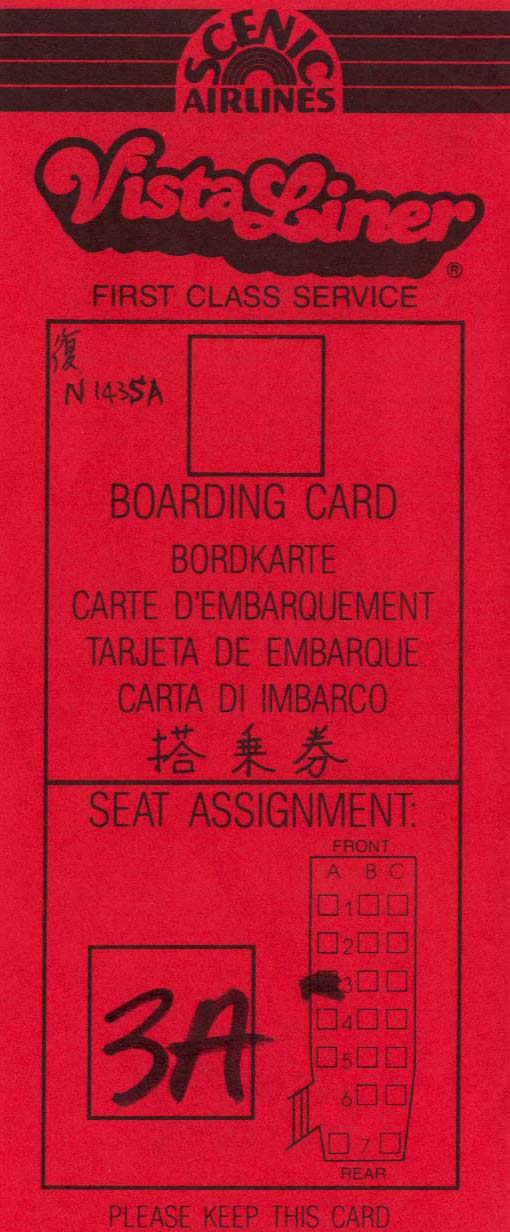 SCENIC
AIRLINES
VistaLiner
®
FIRST CLASS SERVICE
復
N1435A
BOARDING CARD
BORDKARTE
CARTE D'EMBARQUEMENT
TARJETA DE EMBARQUE
CARTA DI IMBARCO
搭乗券
SEAT ASSIGNMENT:
FRONT
A B C
1
2
3
4
5
6
7
REAR
3A
PLEASE KEEP THIS CARD